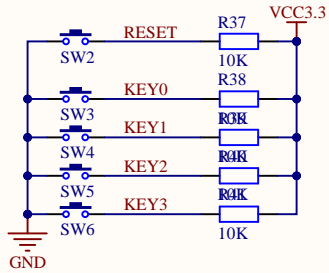 VCC3.3
RESET R37
SW2 10K
KEY0 R38
SW3
KEY1
SW4
KEY2
SW5
KEY3
SW6 10K
GND